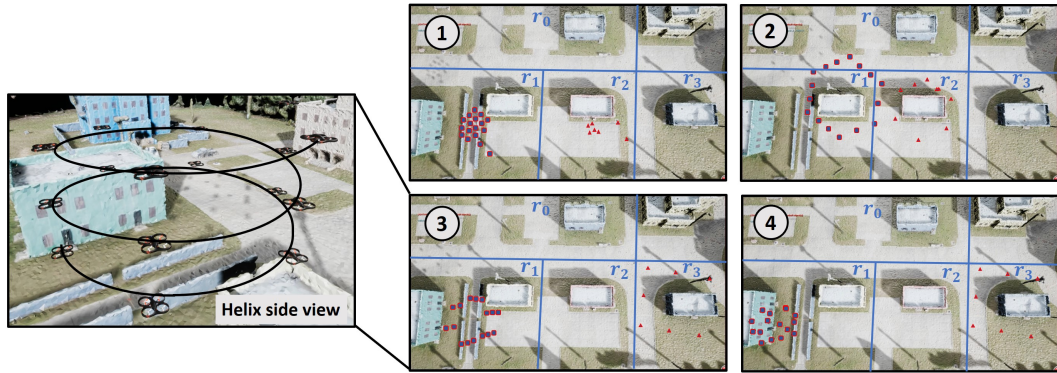 1
r₀
r₁
r₂
r₃
2
r₀
r₁
r₂
r₃
Helix side view
3
r₀
r₁
r₂
r₃
4
r₀
r₁
r₂
r₃